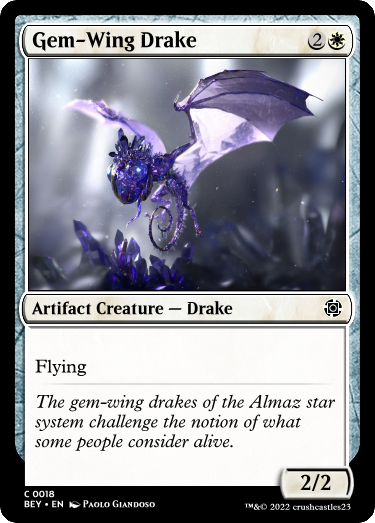 Gem-Wing Drake 2
Artifact Creature — Drake
Flying
The gem-wing drakes of the Almaz star
system challenge the notion of what
some people consider alive.
2/2
C 0018
BEY • EN Paolo Giandoso
™&© 2022 crushcastles23